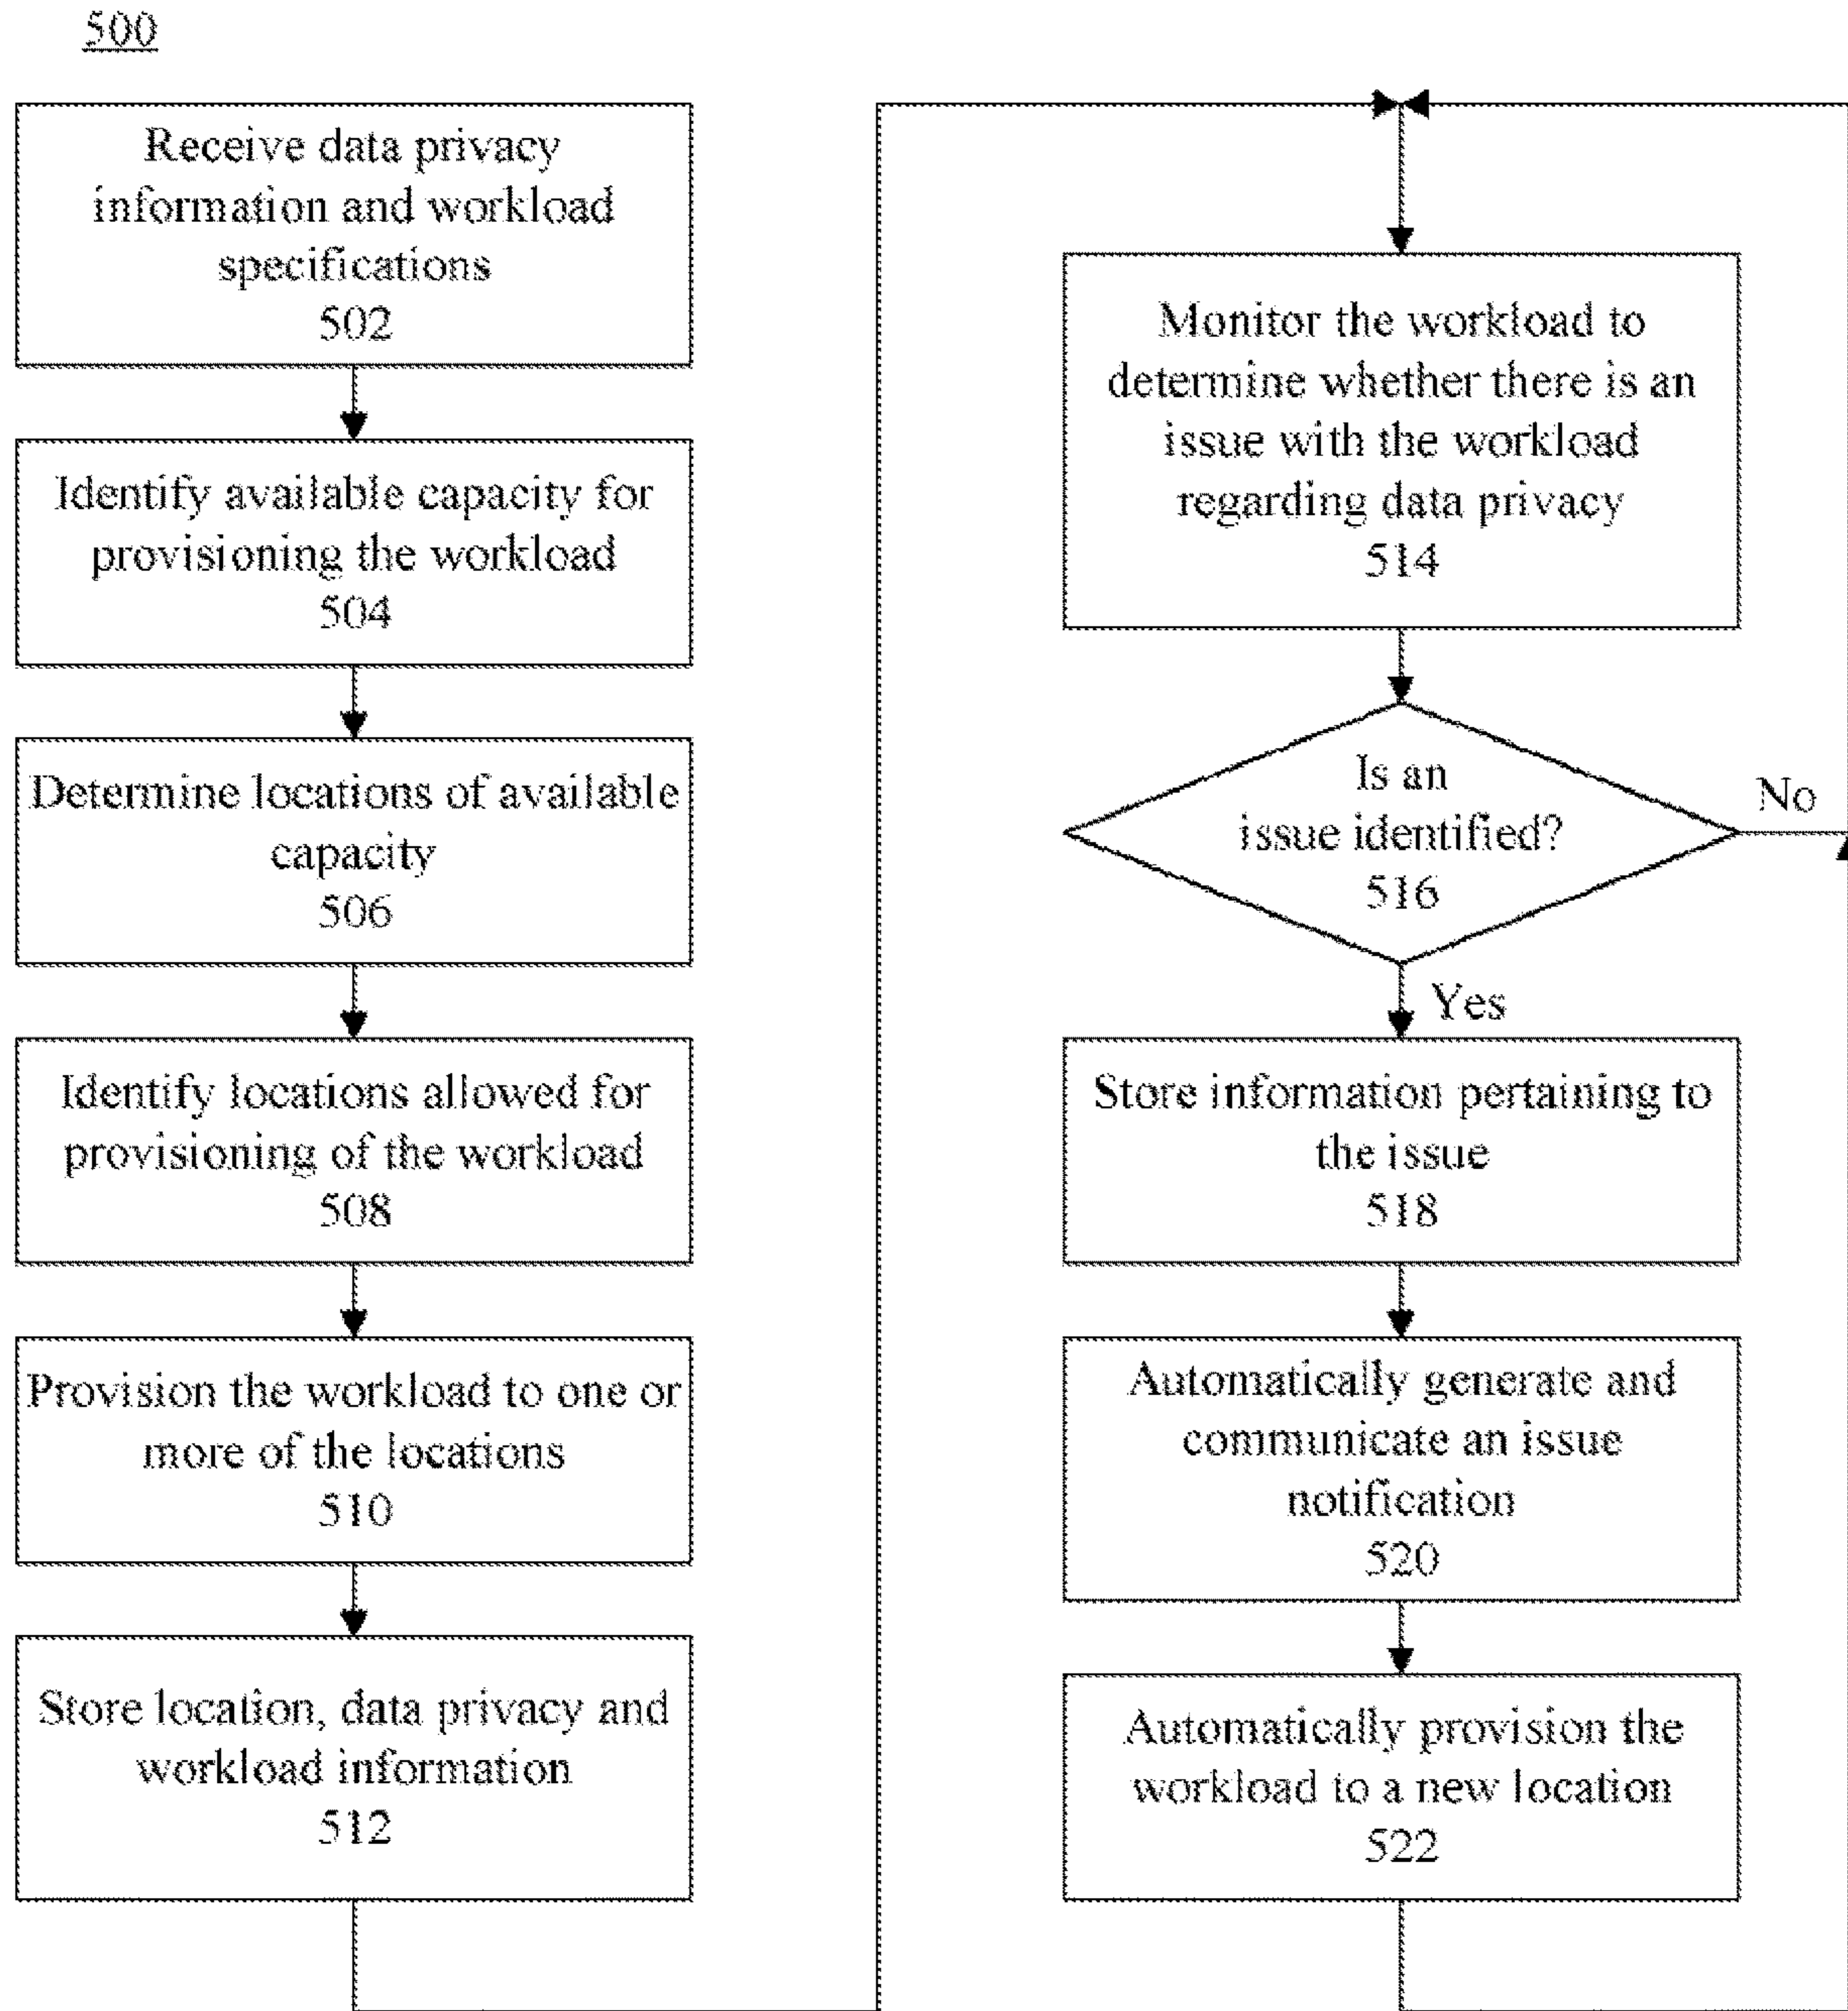 500
Receive data privacy
information and workload
specifications
502
Identify available capacity for
provisioning the workload
504
Determine locations of available
capacity
506
Identify locations allowed for
provisioning of the workload
508
Provision the workload to one or
more of the locations
510
Store location, data privacy and
workload information
512
Monitor the workload to
determine whether there is an
issue with the workload
regarding data privacy
514
Is an
issue identified?
516
No
Yes
Store information pertaining to
the issue
518
Automatically generate and
communicate an issue
notification
520
Automatically provision the
workload to a new location
522